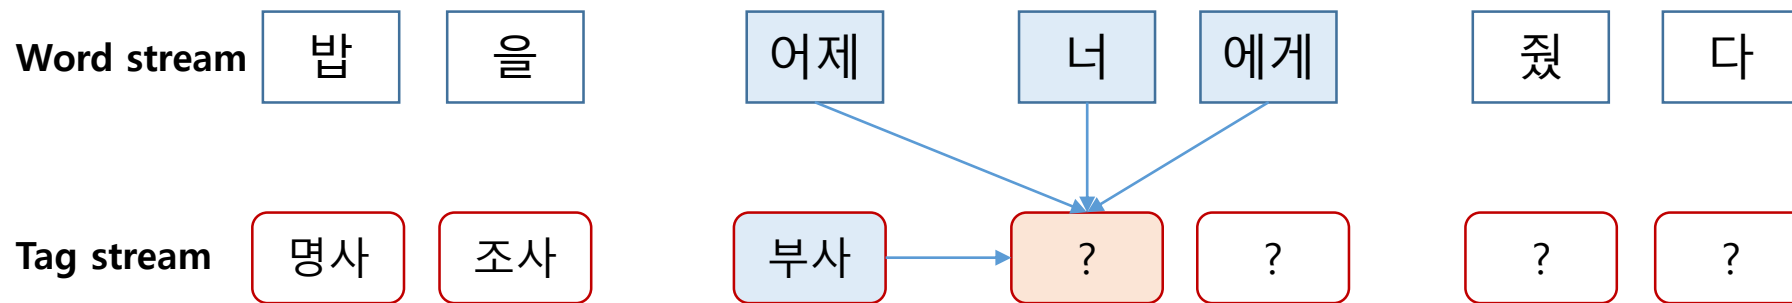 Word stream 밥 을 어제 너 에게 줬 다
Tag stream 명사 조사 부사 ? ? ? ?